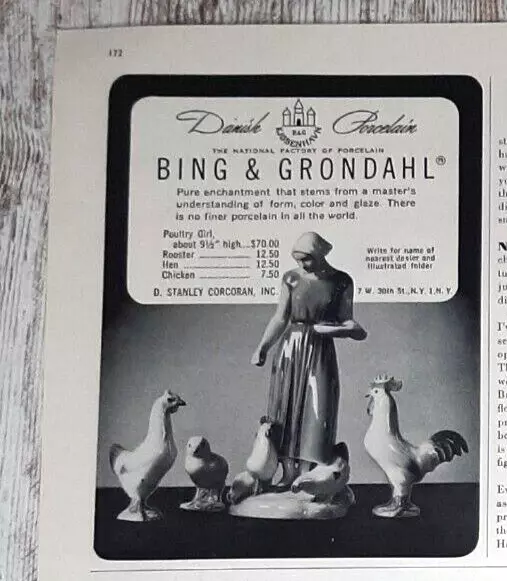 172
Danish Porcelain
B&G
KJØBENHAVN
THE NATIONAL FACTORY OF PORCELAIN
BING & GRONDAHL®
Pure enchantment that stems from a master's
understanding of form, color and glaze. There
is no finer porcelain in all the world.
Poultry Girl,
about 9½" high...$70.00
Rooster 12.50
Hen 12.50
Chicken 7.50
Write for name of
nearest dealer and
illustrated folder
D. STANLEY CORCORAN, INC. 7 W. 30th St., N.Y. 1, N.Y.